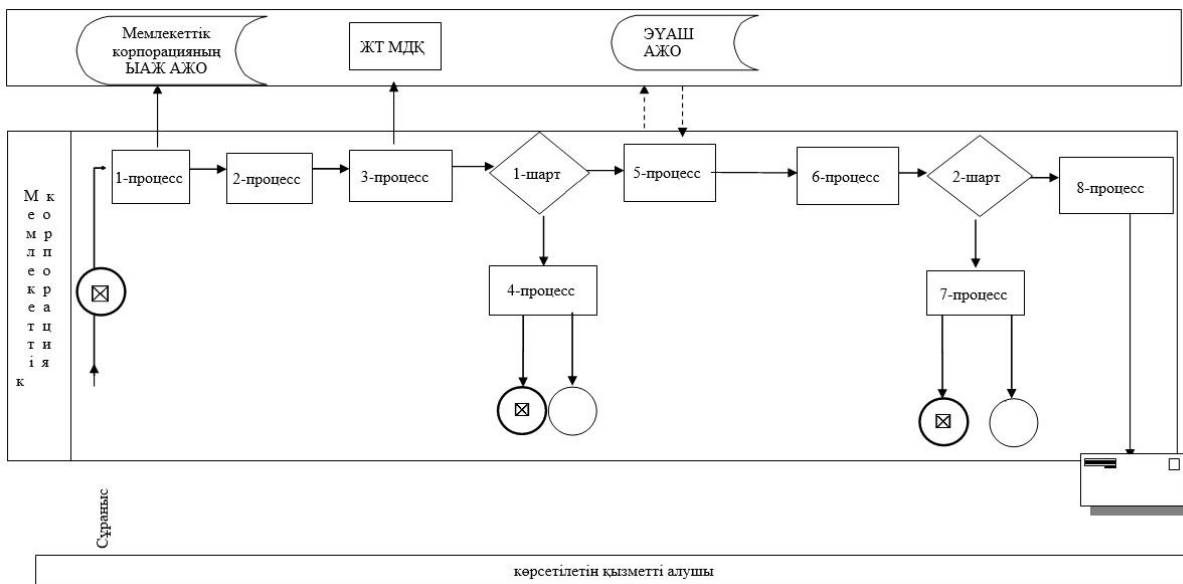 Мемлекеттік
корпорацияның
ЫАЖ АЖО
ЖТ МДҚ
ЭҮАШ
АЖО
Мемлекеттік
корпорация
1-процесс
2-процесс
3-процесс
1-шарт
5-процесс
6-процесс
2-шарт
8-процесс
4-процесс
7-процесс
Сұраныс
көрсетілетін қызметті алушы